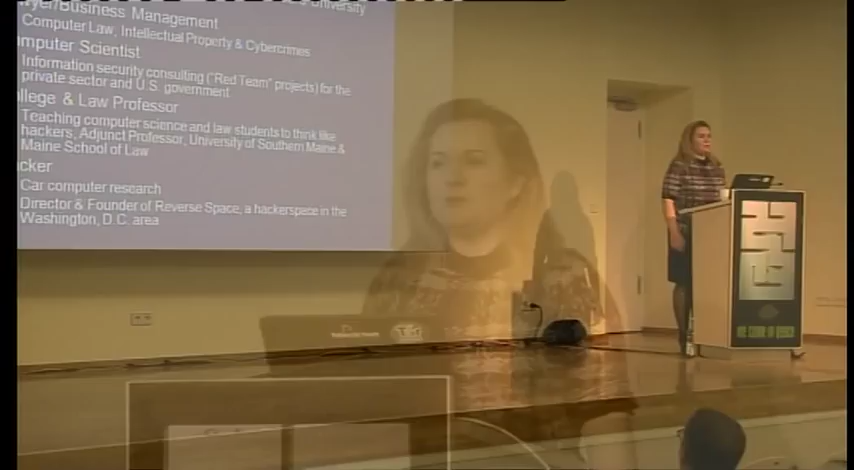 yer/Business Management
Computer Law, Intellectual Property & Cybercrimes
mputer Scientist
Information security consulting ("Red Team" projects) for the
private sector and U.S. government
llege & Law Professor
Teaching computer science and law students to think like
hackers, Adjunct Professor, University of Southern Maine &
Maine School of Law
cker
Car computer research
Director & Founder of Reverse Space, a hackerspace in the
Washington, D.C. area